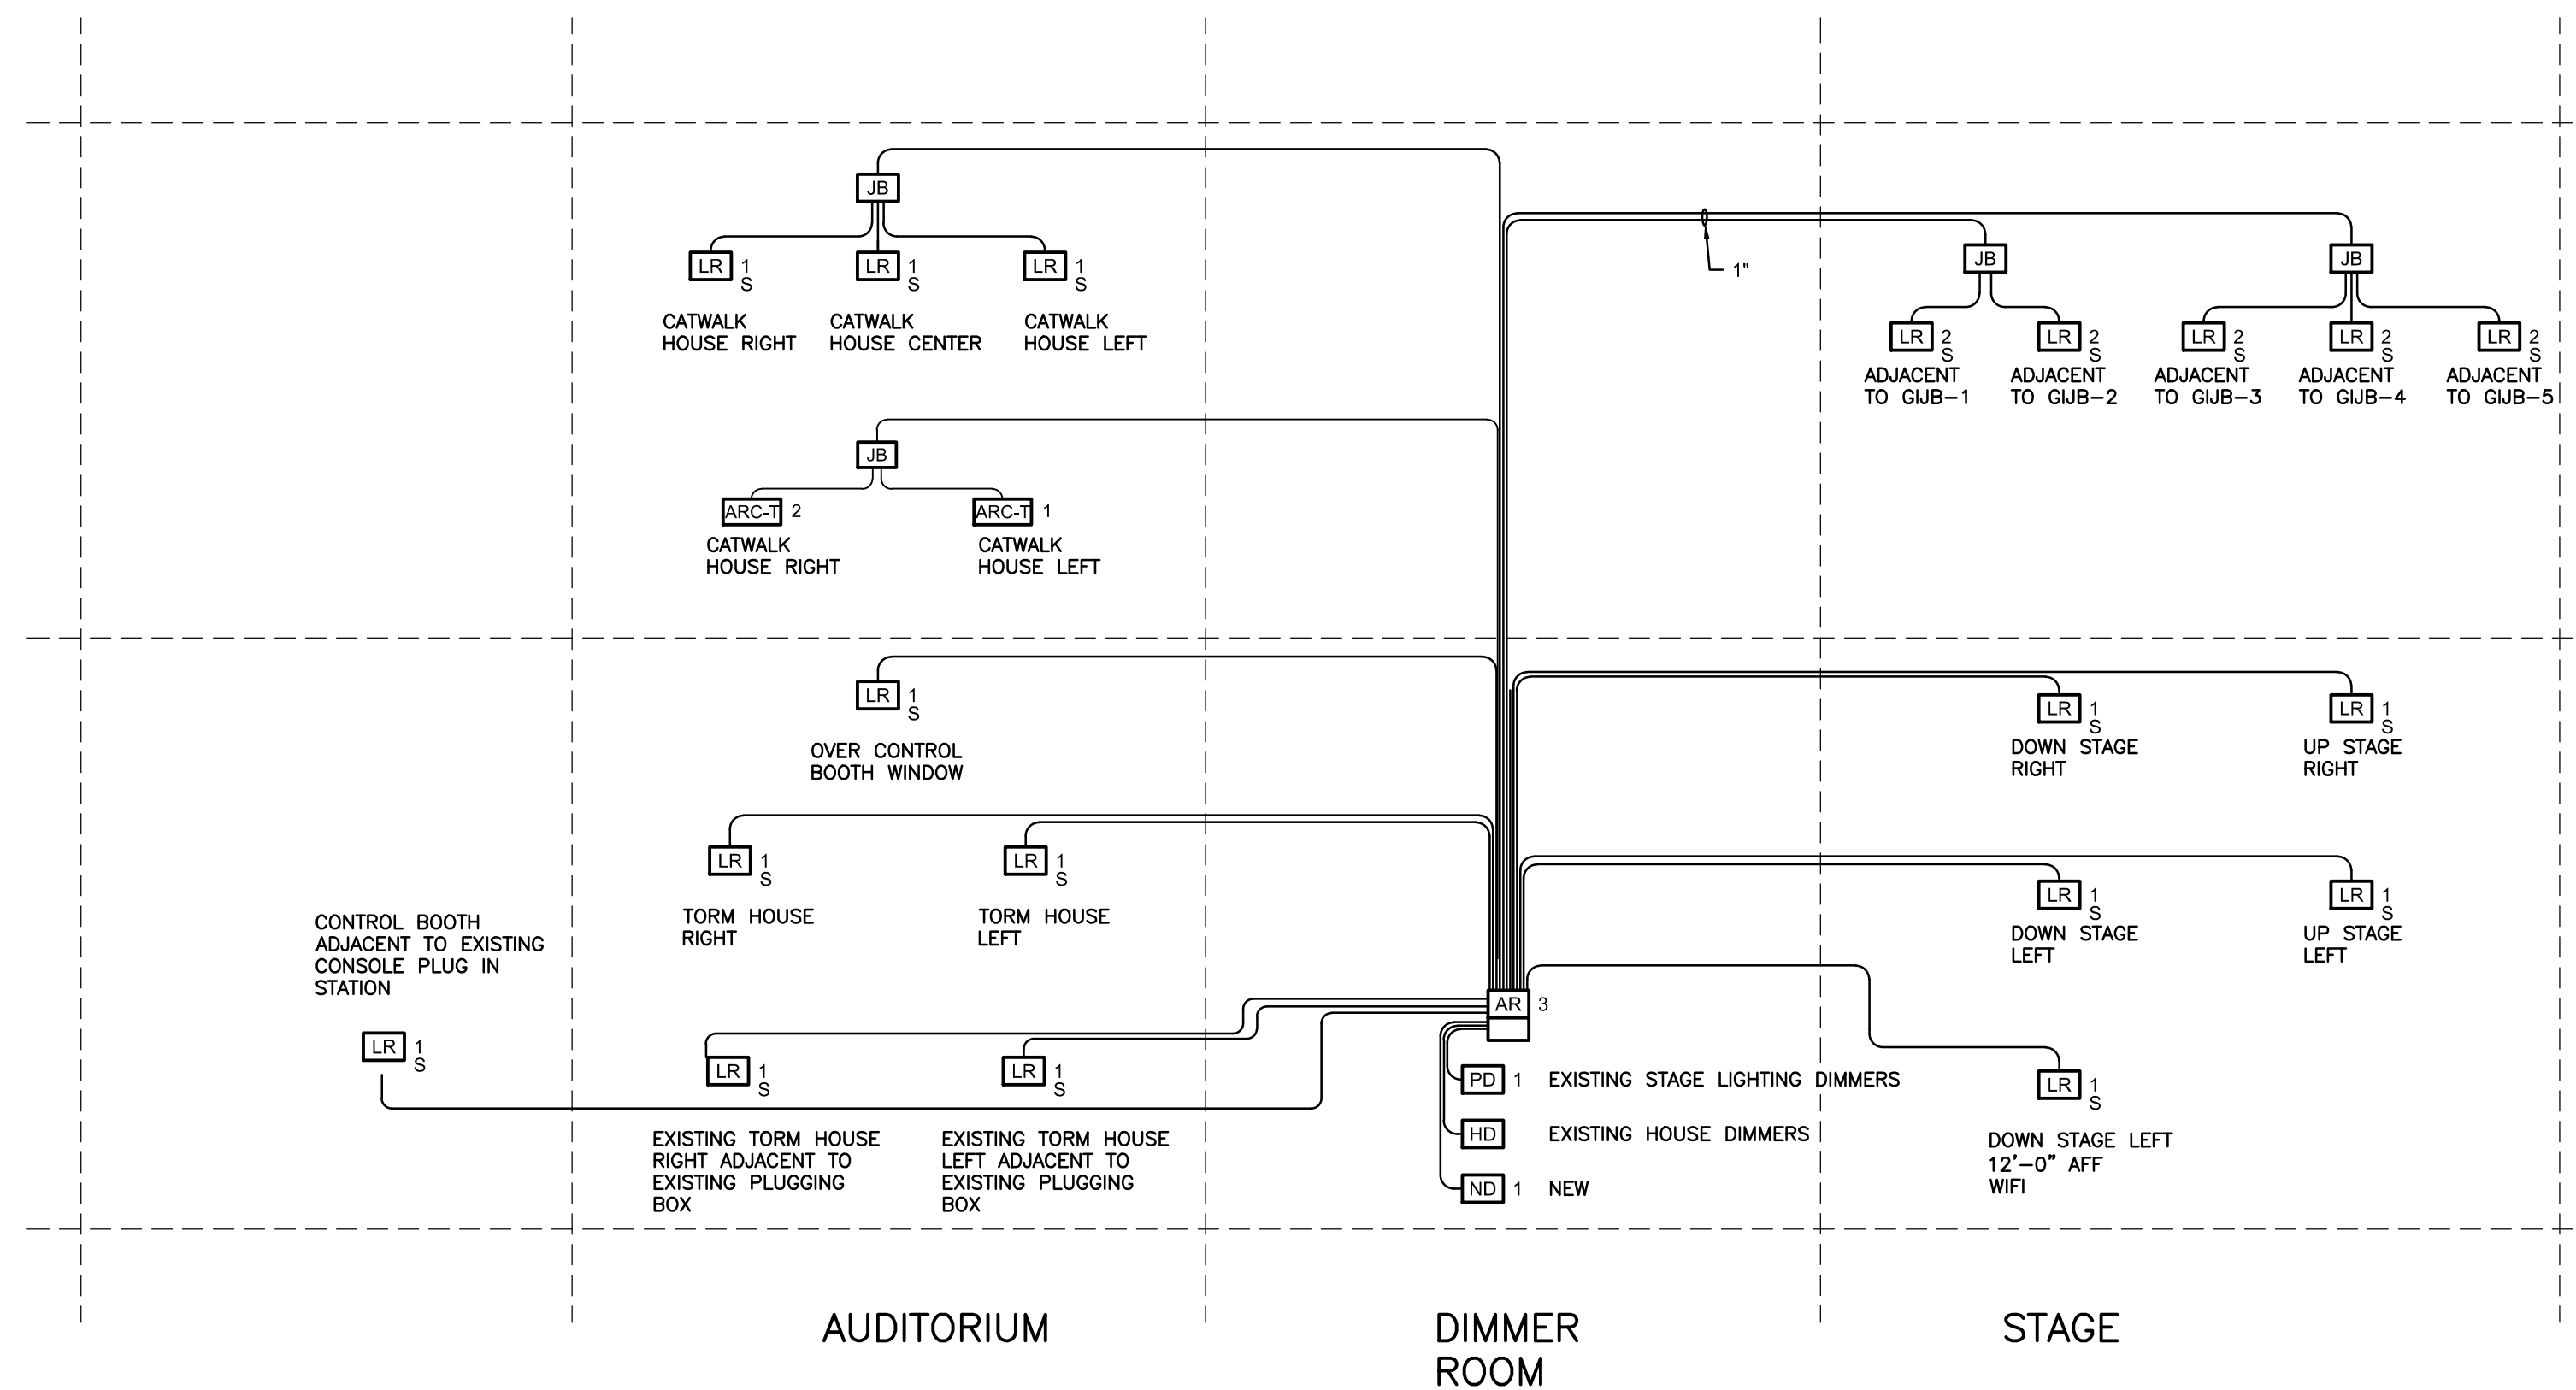 JB
LR 1
S
CATWALK
HOUSE RIGHT
LR 1
S
CATWALK
HOUSE CENTER
LR 1
S
CATWALK
HOUSE LEFT
JB
ARC-T 2
CATWALK
HOUSE RIGHT
ARC-T 1
CATWALK
HOUSE LEFT
1"
JB
LR 2
S
ADJACENT
TO GIJB-1
LR 2
S
ADJACENT
TO GIJB-2
JB
LR 2
S
ADJACENT
TO GIJB-3
LR 2
S
ADJACENT
TO GIJB-4
LR 2
S
ADJACENT
TO GIJB-5
LR 1
S
OVER CONTROL
BOOTH WINDOW
LR 1
S
TORM HOUSE
RIGHT
LR 1
S
TORM HOUSE
LEFT
LR 1
S
DOWN STAGE
RIGHT
LR 1
S
UP STAGE
RIGHT
LR 1
S
DOWN STAGE
LEFT
LR 1
S
UP STAGE
LEFT
CONTROL BOOTH
ADJACENT TO EXISTING
CONSOLE PLUG IN
STATION
LR 1
S
LR 1
S
EXISTING TORM HOUSE
RIGHT ADJACENT TO
EXISTING PLUGGING
BOX
LR 1
S
EXISTING TORM HOUSE
LEFT ADJACENT TO
EXISTING PLUGGING
BOX
AR 3
PD 1 EXISTING STAGE LIGHTING DIMMERS
HD EXISTING HOUSE DIMMERS
ND 1 NEW
LR 1
S
DOWN STAGE LEFT
12'-0" AFF
WIFI
AUDITORIUM
DIMMER
ROOM
STAGE